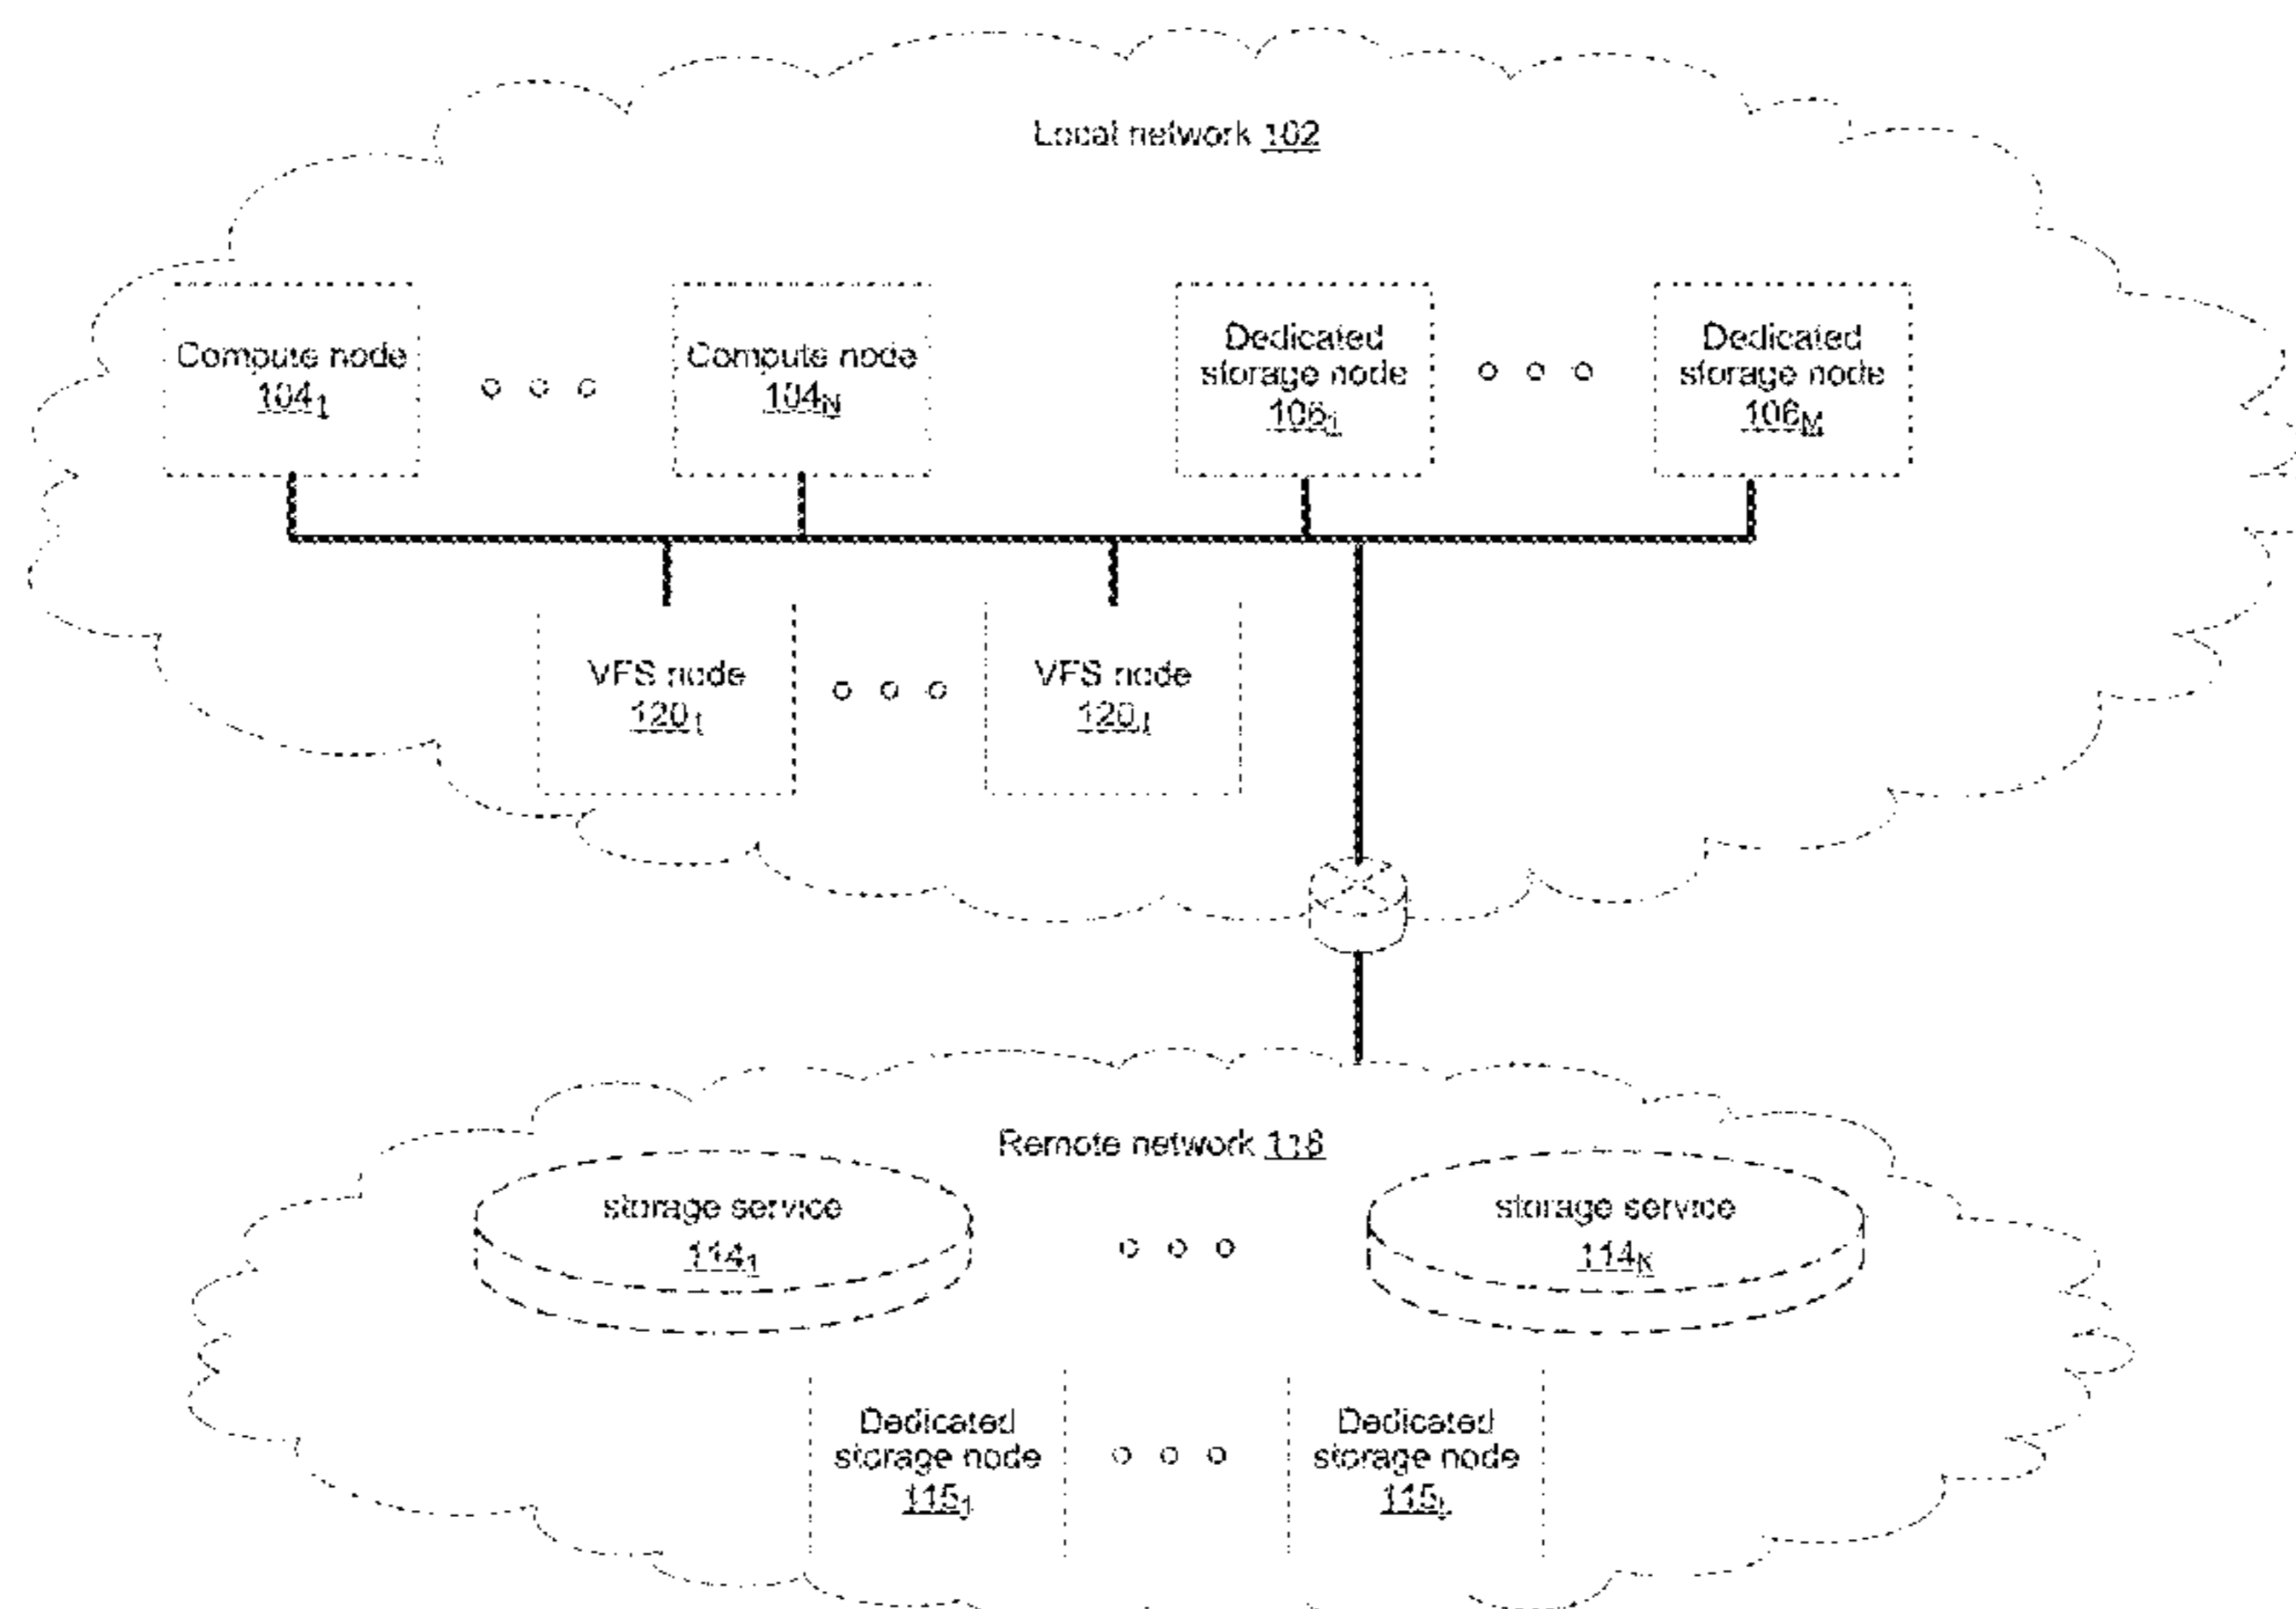 Local network 102
Compute node
104₁
Compute node
104N
Dedicated
storage node
106₁
Dedicated
storage node
106M
VFS node
120₁
VFS node
120J
Remote network 118
storage service
114₁
storage service
114K
Dedicated
storage node
115₁
Dedicated
storage node
115L